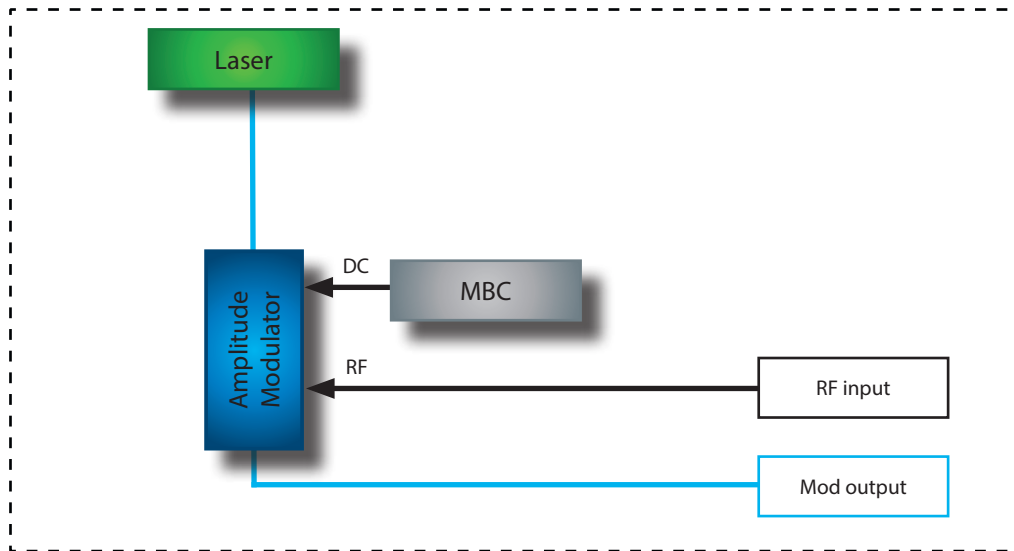 Laser
DC
MBC
Amplitude
Modulator
RF
RF input
Mod output